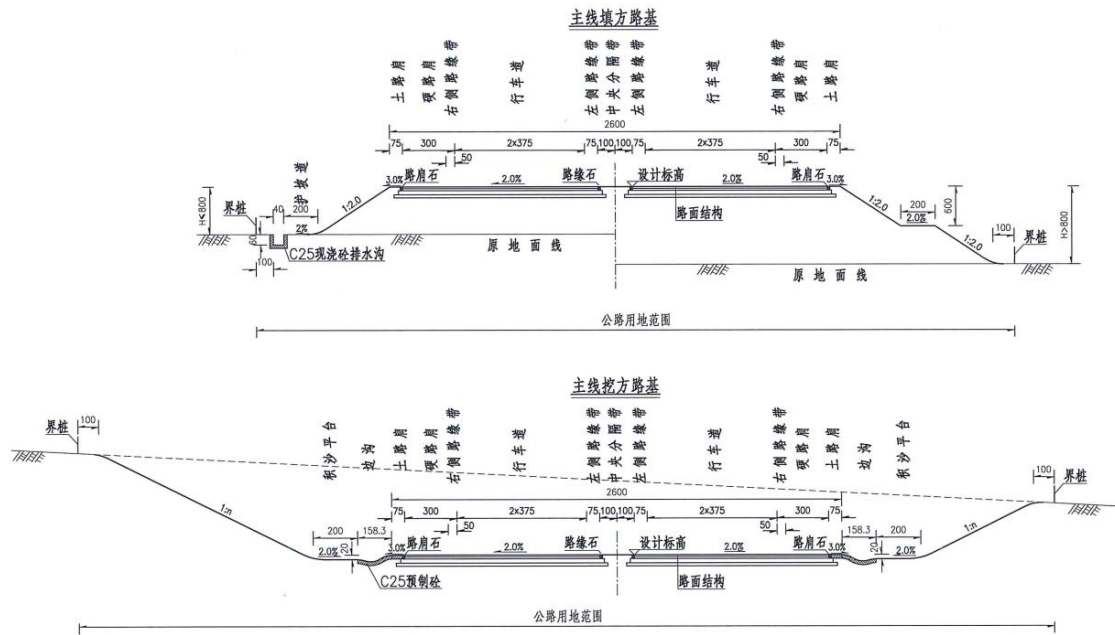 主线填方路基
土路肩
硬路肩
右侧路缘带
行车道
左侧路缘带
中央分隔带
左侧路缘带
行车道
右侧路缘带
硬路肩
土路肩
2600
75 300 2x375 75 100 100 75 2x375 300 75
50 50
护坡道
路肩石 2.0% 路缘石 设计标高 2.0% 路肩石
3.0% 3.0%
路面结构
界桩 40 200 1:2.0
H<800
60
2%
C25现浇砼排水沟
100
原地面线
200
2.0%
600
1:2.0
100
界桩
H>800
原地面线
公路用地范围
主线挖方路基
界桩 100
积沙平台
边沟
土路肩
硬路肩
右侧路缘带
行车道
左侧路缘带
中央分隔带
左侧路缘带
行车道
右侧路缘带
硬路肩
土路肩
边沟
积沙平台
100 界桩
2600
75 300 2x375 75 100 100 75 2x375 300 75
50 50
1:n 1:n
200 158.3 158.3 200
2.0% 20 3.0% 路肩石 2.0% 路缘石 设计标高 2.0% 路肩石 3.0% 20 2.0%
C25预制砼
路面结构
公路用地范围